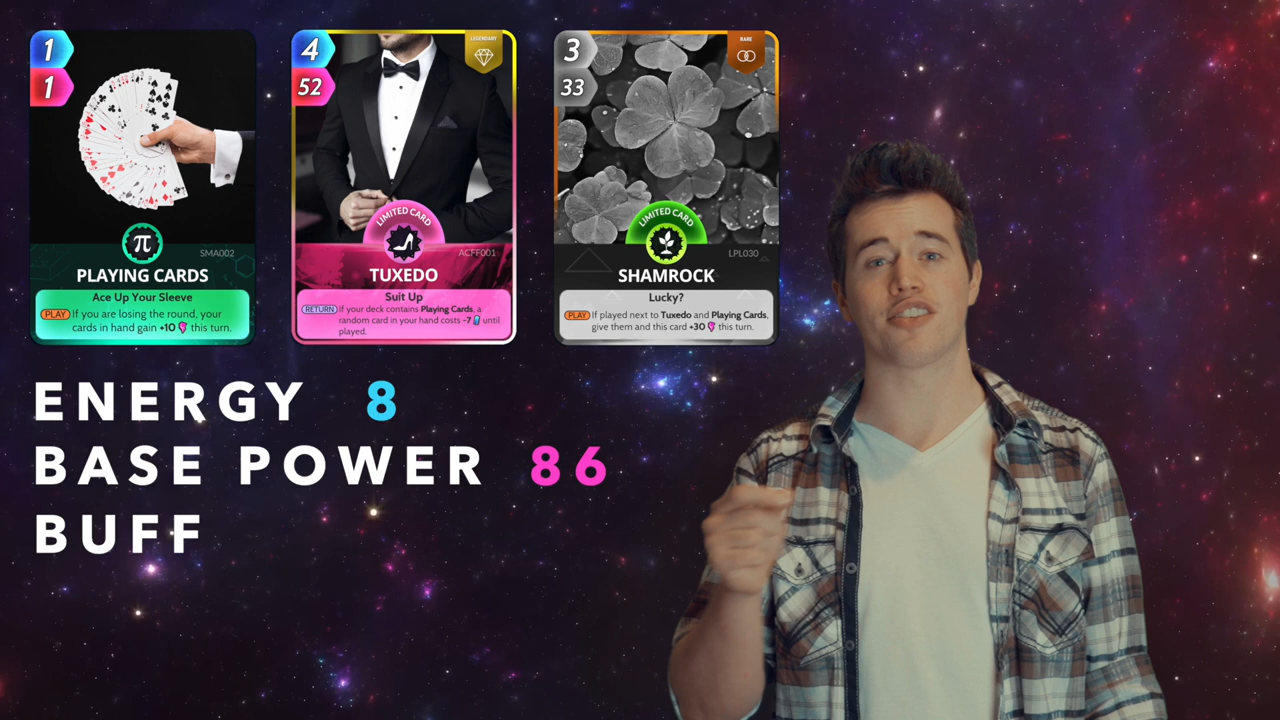 1
1
SMA002
PLAYING CARDS
Ace Up Your Sleeve
PLAY If you are losing the round, your
cards in hand gain +10 this turn.
4
52
LEGENDARY
LIMITED CARD
ACFF001
TUXEDO
Suit Up
RETURN If your deck contains Playing Cards, a
random card in your hand costs -7 until
played.
3
33
RARE
LIMITED CARD
LPL030
SHAMROCK
Lucky?
PLAY If played next to Tuxedo and Playing Cards,
give them and this card +30 this turn.
ENERGY 8
BASE POWER 86
BUFF